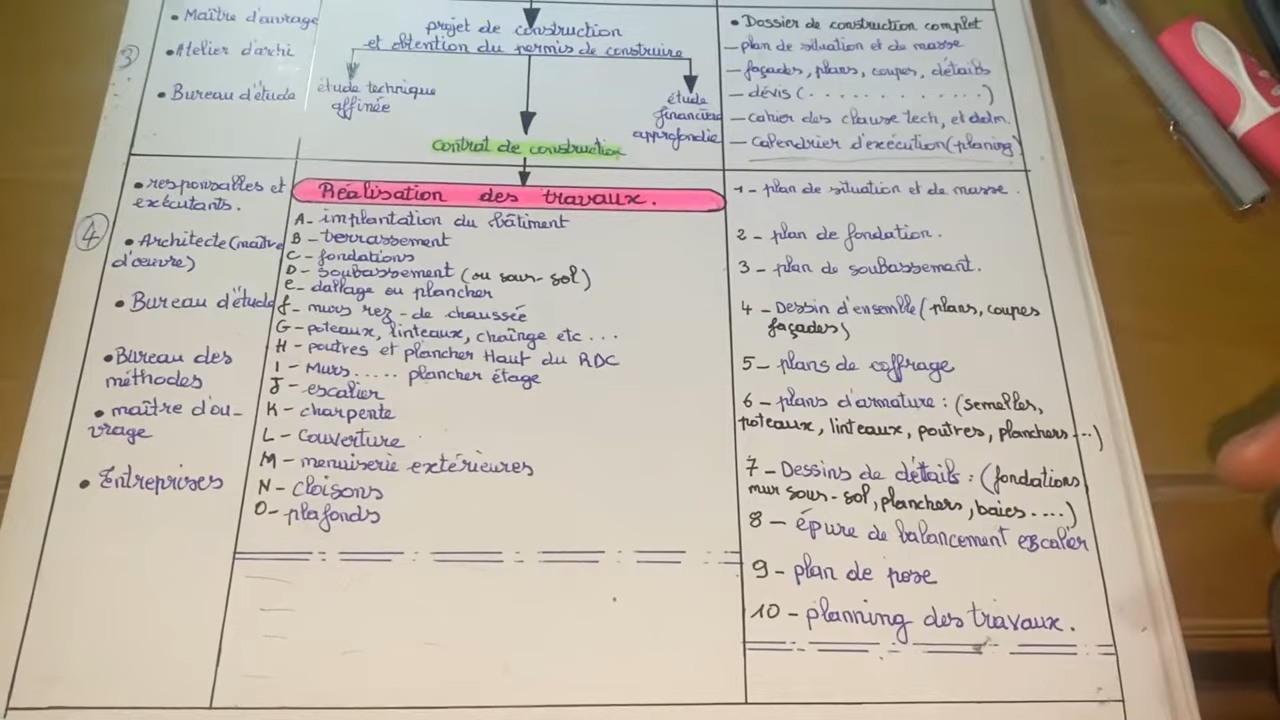 • Maître d'ouvrage
③
• Atelier d'archi
• Bureau d'étude
projet de construction
et obtention du permis de construire
étude technique
affinée
étude
financière
approfondie
contrat de construction
• Dossier de construction complet
– plan de situation et de masse
– façades, plans, coupes, détails
– dévis (. . . . . . . . . . . . .)
– cahier des clause tech, et adm.
– Calendrier d'exécution (planing)
④
• responsables et
exécutants.
• Architecte (maître
d'œuvre)
• Bureau d'étude
• Bureau des
méthodes
• maître d'ou-
vrage
• Entreprises
Réalisation des travaux.
A- implantation du bâtiment
B- terrassement
C- fondations
D- soubassement (ou sous-sol)
e- dallage ou plancher
f- murs rez-de chaussée
G- poteaux, linteaux, chaînge etc ...
H- poutres et plancher Haut du RDC
I- Murs ..... plancher étage
J- escalier
K- charpente
L- couverture
M- menuiserie extérieures
N- cloisons
O- plafonds
1- plan de situation et de masse.
2- plan de fondation.
3- plan de soubassement.
4- Dessin d'ensemble (plans, coupes
façades)
5- plans de coffrage
6- plans d'armature : (semelles,
poteaux, linteaux, poutres, planchers ...)
7- Dessins de détails : (fondations
mur sous-sol, planchers, baies ....)
8- épure de balancement escalier
9- plan de pose
10- planning des travaux.